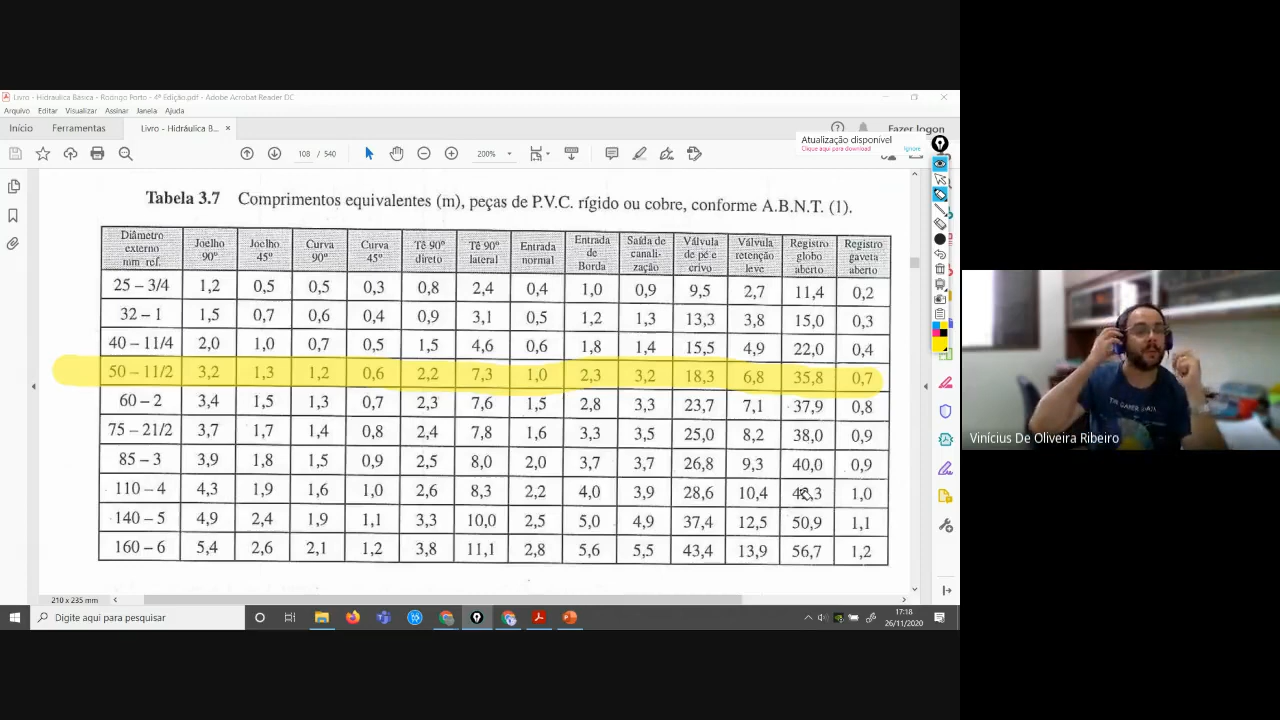 Livro - Hidraulica Basica - Rodrigo Porto - 4ª Edição.pdf - Adobe Acrobat Reader DC
Arquivo Editar Visualizar Assinar Janela Ajuda
Início Ferramentas Livro - Hidráulica B... × Fazer logon
Atualização disponível
Clique aqui para download Ignore
108 / 540 200%
Tabela 3.7 Comprimentos equivalentes (m), peças de P.V.C. rígido ou cobre, conforme A.B.N.T. (1).
Diâmetro externo mm ref. Joelho 90º Joelho 45º Curva 90º Curva 45º Tê 90º direto Tê 90º lateral Entrada normal Entrada de Borda Saída de canali-zação Válvula de pé e crivo Válvula retenção leve Registro globo aberto Registro gaveta aberto
25 – 3/4 1,2 0,5 0,5 0,3 0,8 2,4 0,4 1,0 0,9 9,5 2,7 11,4 0,2
32 – 1 1,5 0,7 0,6 0,4 0,9 3,1 0,5 1,2 1,3 13,3 3,8 15,0 0,3
40 – 11/4 2,0 1,0 0,7 0,5 1,5 4,6 0,6 1,8 1,4 15,5 4,9 22,0 0,4
50 – 11/2 3,2 1,3 1,2 0,6 2,2 7,3 1,0 2,3 3,2 18,3 6,8 35,8 0,7
60 – 2 3,4 1,5 1,3 0,7 2,3 7,6 1,5 2,8 3,3 23,7 7,1 37,9 0,8
75 – 21/2 3,7 1,7 1,4 0,8 2,4 7,8 1,6 3,3 3,5 25,0 8,2 38,0 0,9
85 – 3 3,9 1,8 1,5 0,9 2,5 8,0 2,0 3,7 3,7 26,8 9,3 40,0 0,9
110 – 4 4,3 1,9 1,6 1,0 2,6 8,3 2,2 4,0 3,9 28,6 10,4 1,0
140 – 5 4,9 2,4 1,9 1,1 3,3 10,0 2,5 5,0 4,9 37,4 12,5 50,9 1,1
160 – 6 5,4 2,6 2,1 1,2 3,8 11,1 2,8 5,6 5,5 43,4 13,9 56,7 1,2
210 x 235 mm
Digite aqui para pesquisar
17:18
26/11/2020
Vinícius De Oliveira Ribeiro